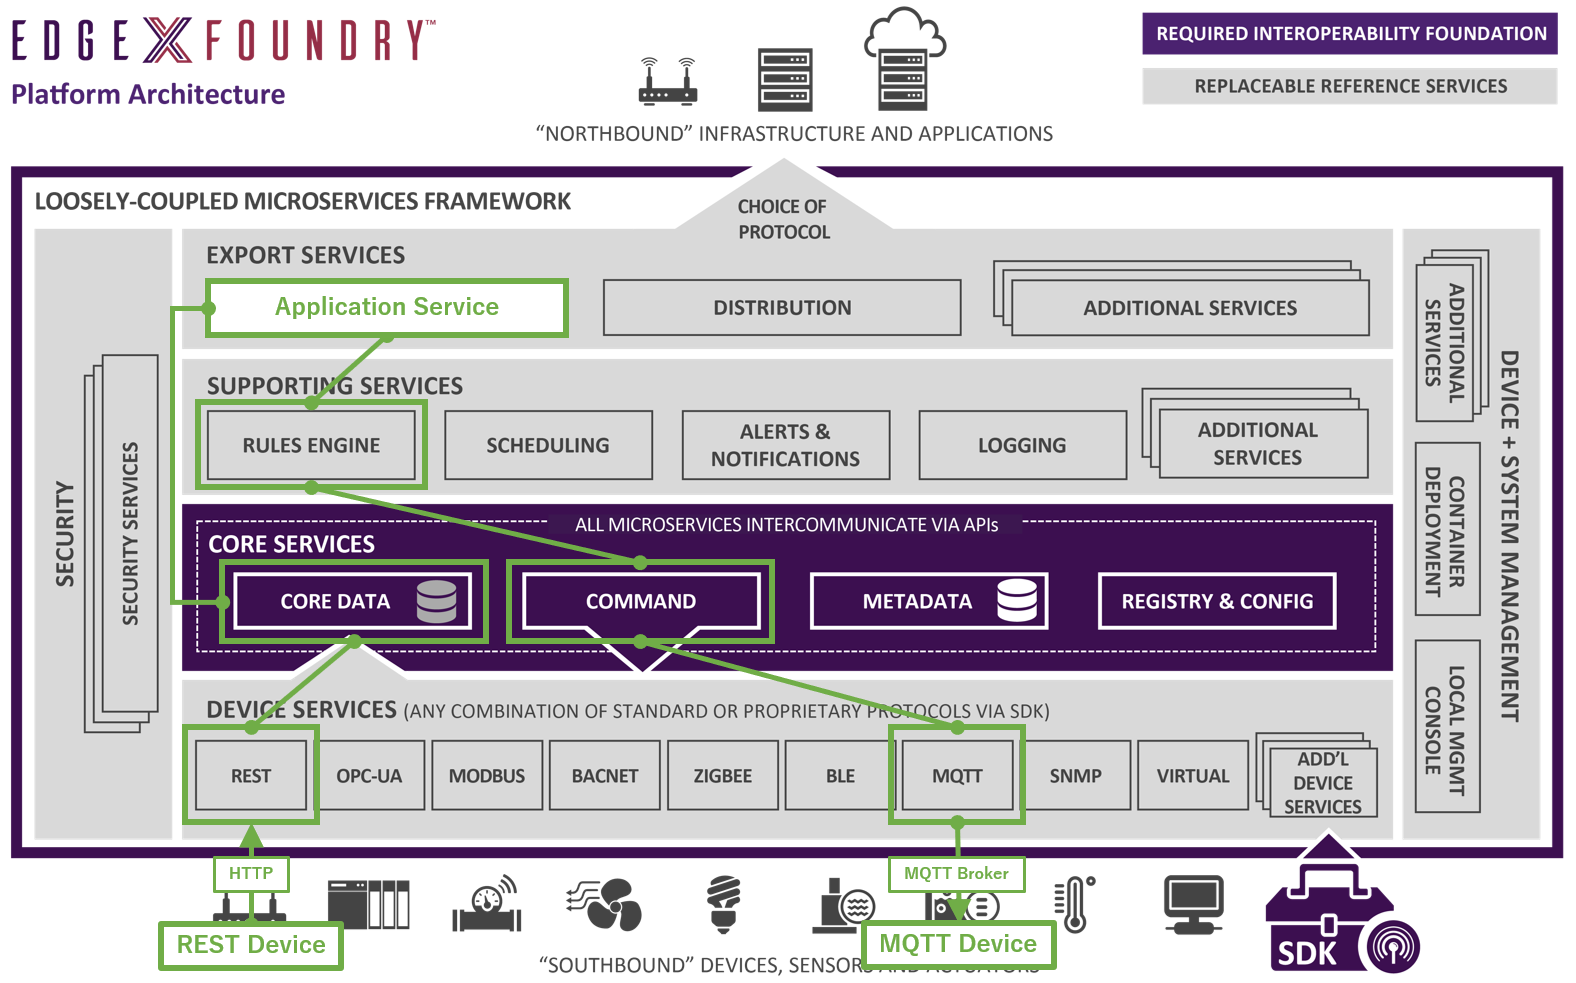 EDGE X FOUNDRY™
Platform Architecture
REQUIRED INTEROPERABILITY FOUNDATION
REPLACEABLE REFERENCE SERVICES
“NORTHBOUND” INFRASTRUCTURE AND APPLICATIONS
LOOSELY-COUPLED MICROSERVICES FRAMEWORK
CHOICE OF
PROTOCOL
EXPORT SERVICES
Application Service
DISTRIBUTION
ADDITIONAL SERVICES
SUPPORTING SERVICES
RULES ENGINE
SCHEDULING
ALERTS &
NOTIFICATIONS
LOGGING
ADDITIONAL
SERVICES
ALL MICROSERVICES INTERCOMMUNICATE VIA APIs
CORE SERVICES
CORE DATA
COMMAND
METADATA
REGISTRY & CONFIG
DEVICE SERVICES (ANY COMBINATION OF STANDARD OR PROPRIETARY PROTOCOLS VIA SDK)
REST
OPC-UA
MODBUS
BACNET
ZIGBEE
BLE
MQTT
SNMP
VIRTUAL
ADD’L
DEVICE
SERVICES
SECURITY
SECURITY SERVICES
ADDITIONAL
SERVICES
CONTAINER
DEPLOYMENT
LOCAL MGMT
CONSOLE
DEVICE + SYSTEM MANAGEMENT
HTTP
MQTT Broker
REST Device
MQTT Device
“SOUTHBOUND” DEVICES, SENSORS AND ACTUATORS
SDK